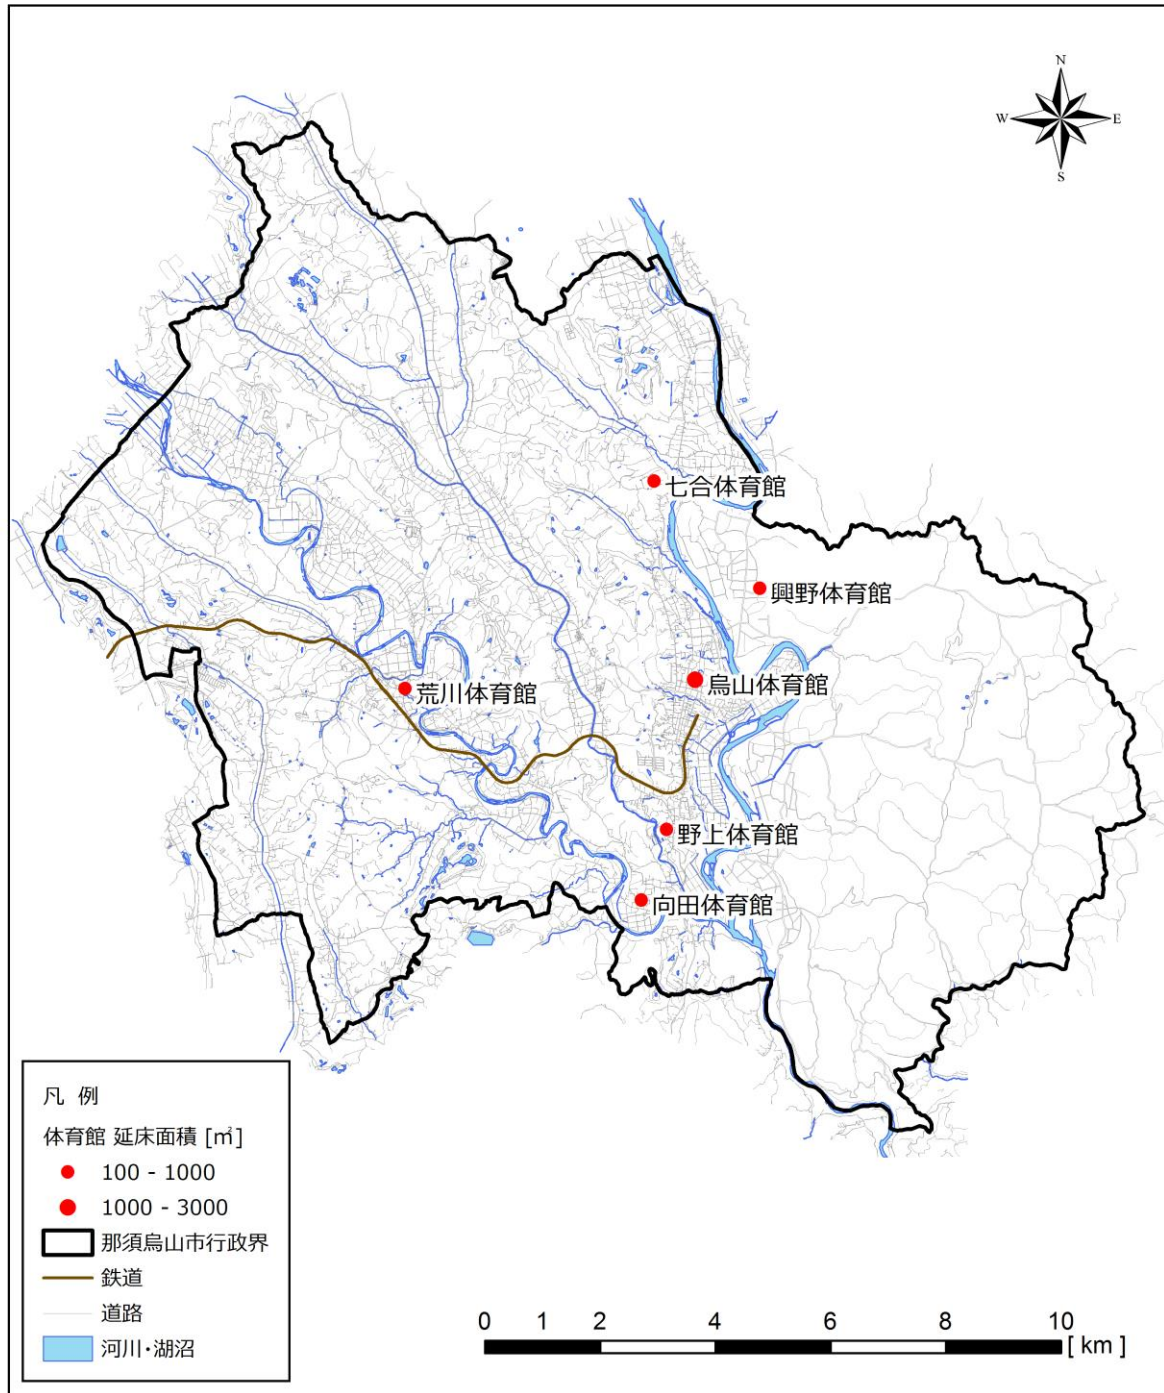 N
W E
S
七合体育館
興野体育館
烏山体育館
荒川体育館
野上体育館
向田体育館
凡 例
体育館 延床面積 [㎡]
100 - 1000
1000 - 3000
那須烏山市行政界
鉄道
道路
河川・湖沼
0 1 2 4 6 8 10
[ km ]